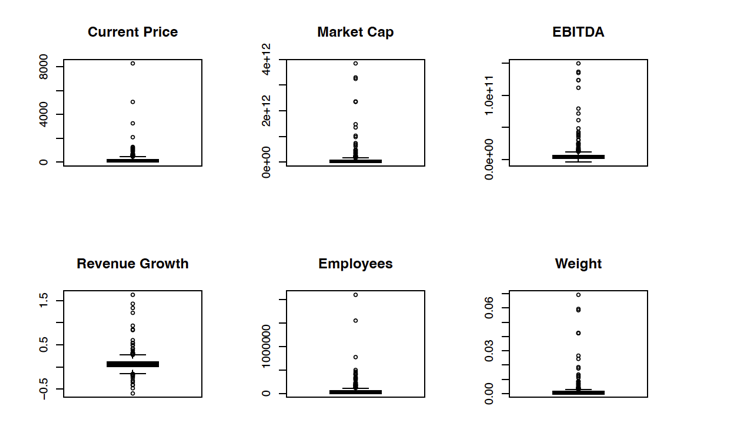 Current Price
Market Cap
EBITDA
0
4000
8000
0e+00
2e+12
4e+12
0.0e+00
1.0e+11
Revenue Growth
Employees
Weight
−0.5
0.5
1.5
0
1000000
0.00
0.03
0.06